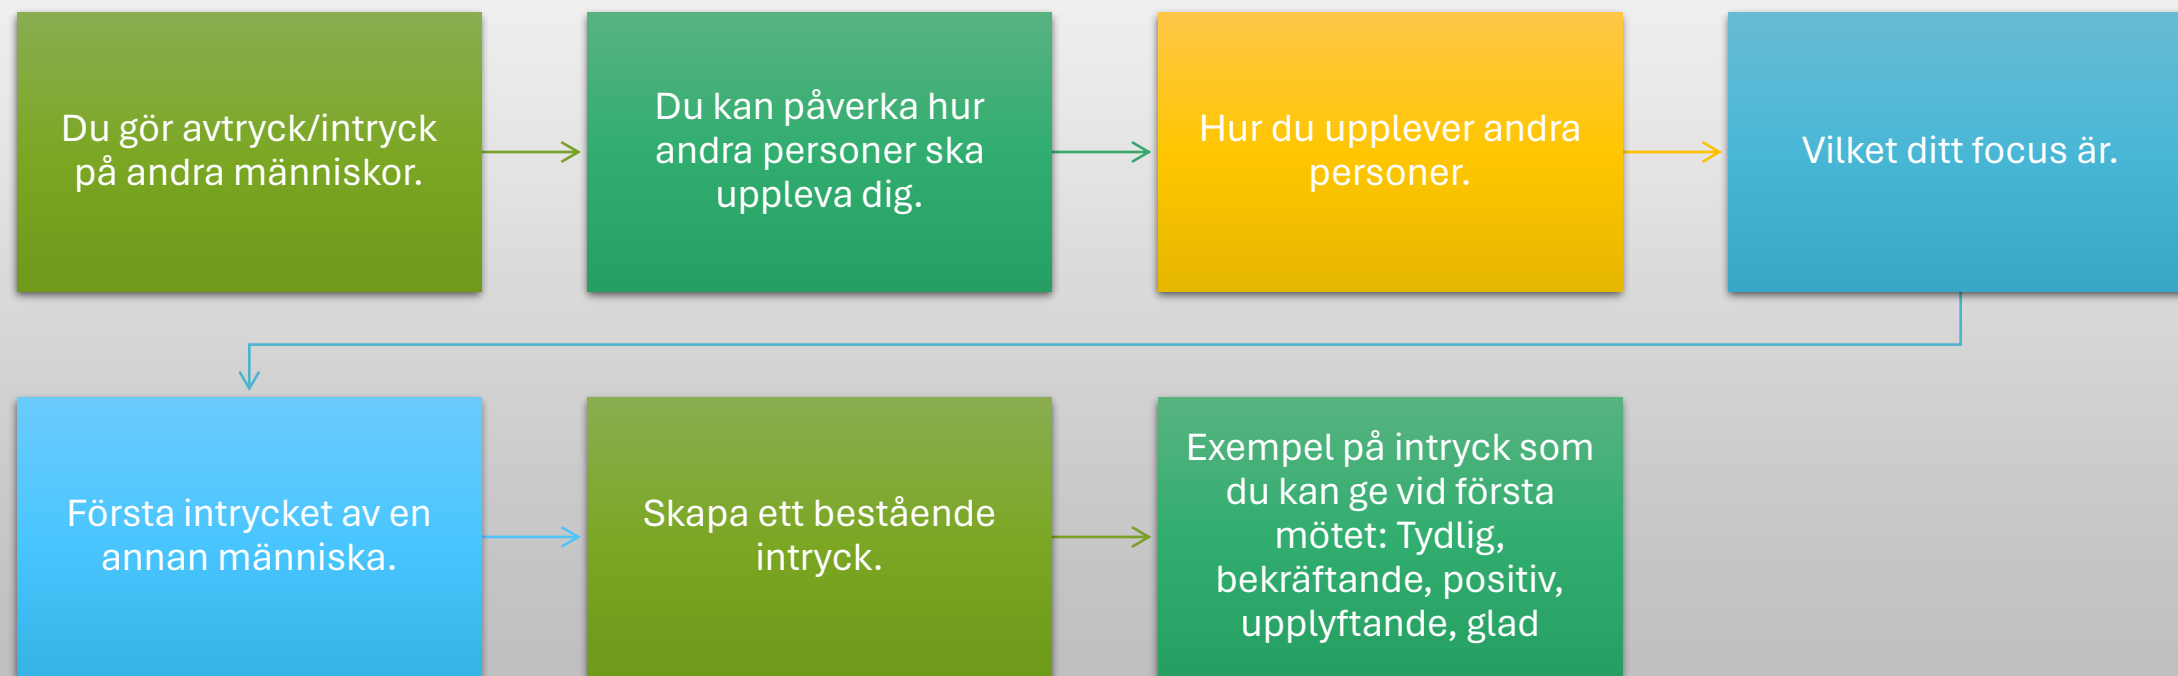 Du gör avtryck/intryck
på andra människor.
Du kan påverka hur
andra personer ska
uppleva dig.
Hur du upplever andra
personer.
Vilket ditt focus är.
Första intrycket av en
annan människa.
Skapa ett bestående
intryck.
Exempel på intryck som
du kan ge vid första
mötet: Tydlig,
bekräftande, positiv,
upplyftande, glad